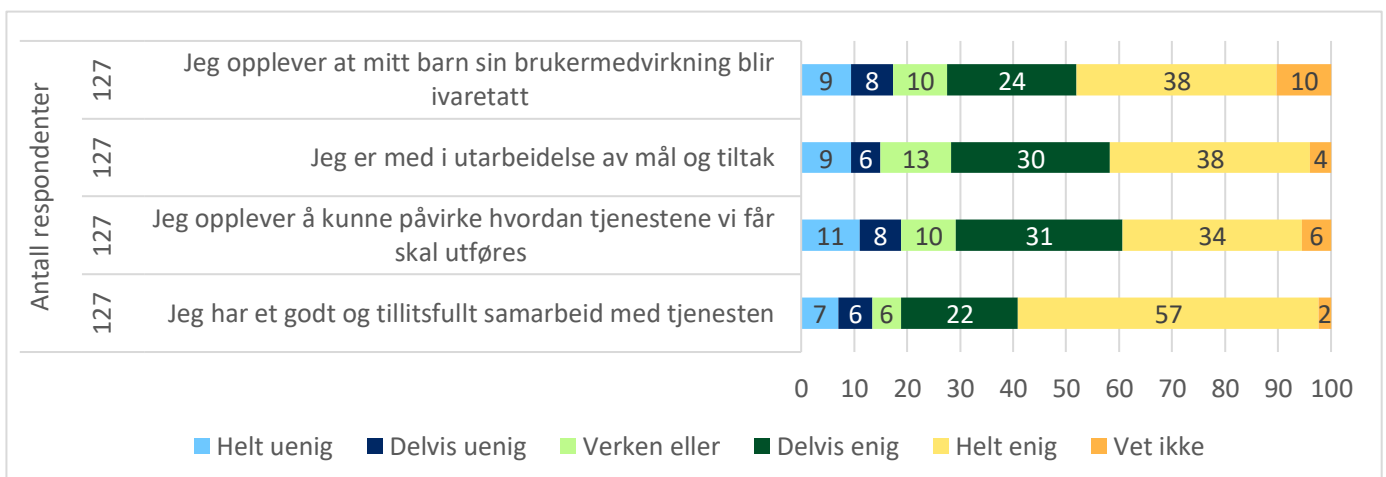 Antall respondenter
127
Jeg opplever at mitt barn sin brukermedvirkning blir
ivaretatt
9 8 10 24 38 10
127
Jeg er med i utarbeidelse av mål og tiltak
9 6 13 30 38 4
127
Jeg opplever å kunne påvirke hvordan tjenestene vi får
skal utføres
11 8 10 31 34 6
127
Jeg har et godt og tillitsfullt samarbeid med tjenesten
7 6 6 22 57 2
0 10 20 30 40 50 60 70 80 90 100
Helt uenig Delvis uenig Verken eller Delvis enig Helt enig Vet ikke